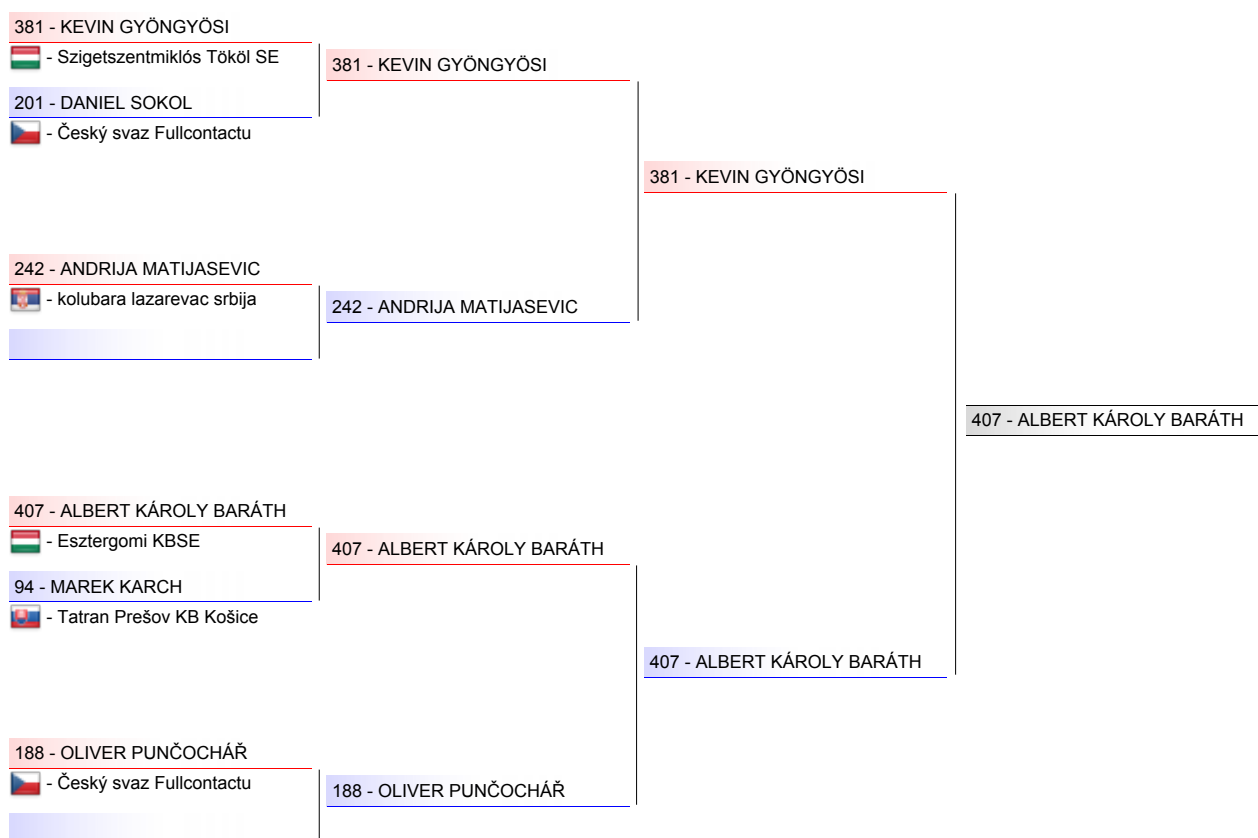 381 - KEVIN GYÖNGYÖSI
- Szigetszentmiklós Tököl SE
201 - DANIEL SOKOL
- Český svaz Fullcontactu
242 - ANDRIJA MATIJASEVIC
- kolubara lazarevac srbija
407 - ALBERT KÁROLY BARÁTH
- Esztergomi KBSE
94 - MAREK KARCH
- Tatran Prešov KB Košice
188 - OLIVER PUNČOCHÁŘ
- Český svaz Fullcontactu
381 - KEVIN GYÖNGYÖSI
242 - ANDRIJA MATIJASEVIC
407 - ALBERT KÁROLY BARÁTH
188 - OLIVER PUNČOCHÁŘ
381 - KEVIN GYÖNGYÖSI
407 - ALBERT KÁROLY BARÁTH
407 - ALBERT KÁROLY BARÁTH